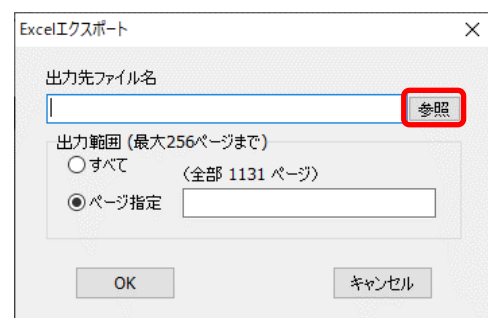 Excelエクスポート
出力先ファイル名
参照
出力範囲 (最大256ページまで)
すべて
(全部 1131 ページ)
ページ指定
OK
キャンセル